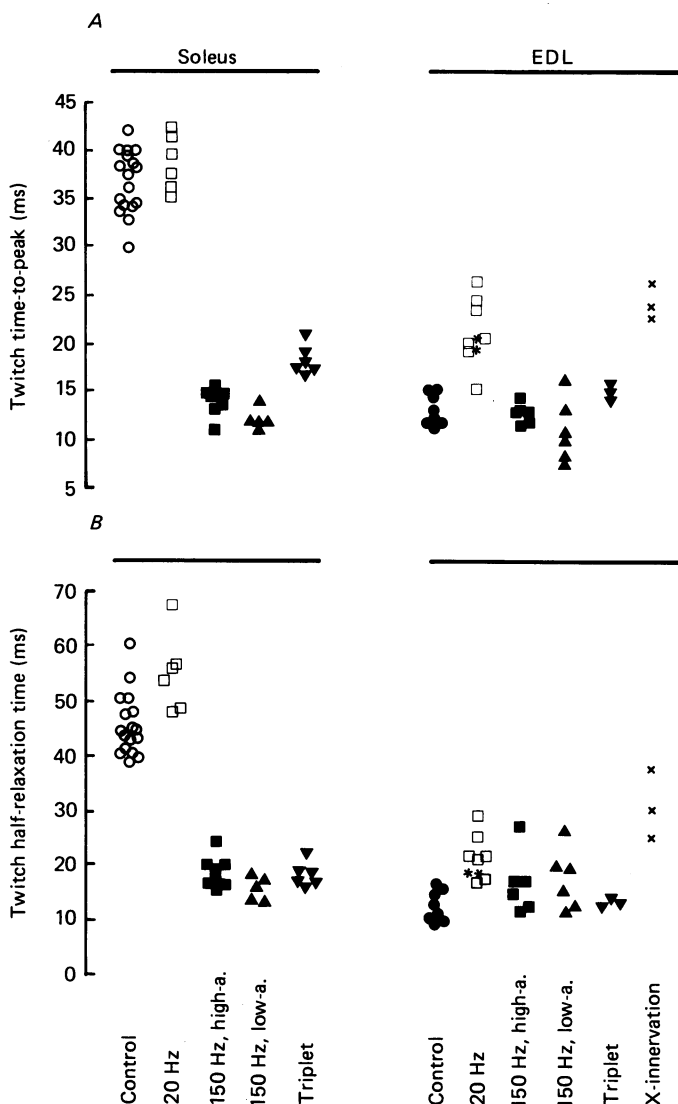 A
Soleus
EDL
Twitch time-to-peak (ms)
45
40
35
30
25
20
15
10
5
B
Twitch half-relaxation time (ms)
70
60
50
40
30
20
10
0
Control
20 Hz
150 Hz, high-a.
150 Hz, low-a.
Triplet
Control
20 Hz
150 Hz, high-a.
150 Hz, low-a.
Triplet
X-innervation